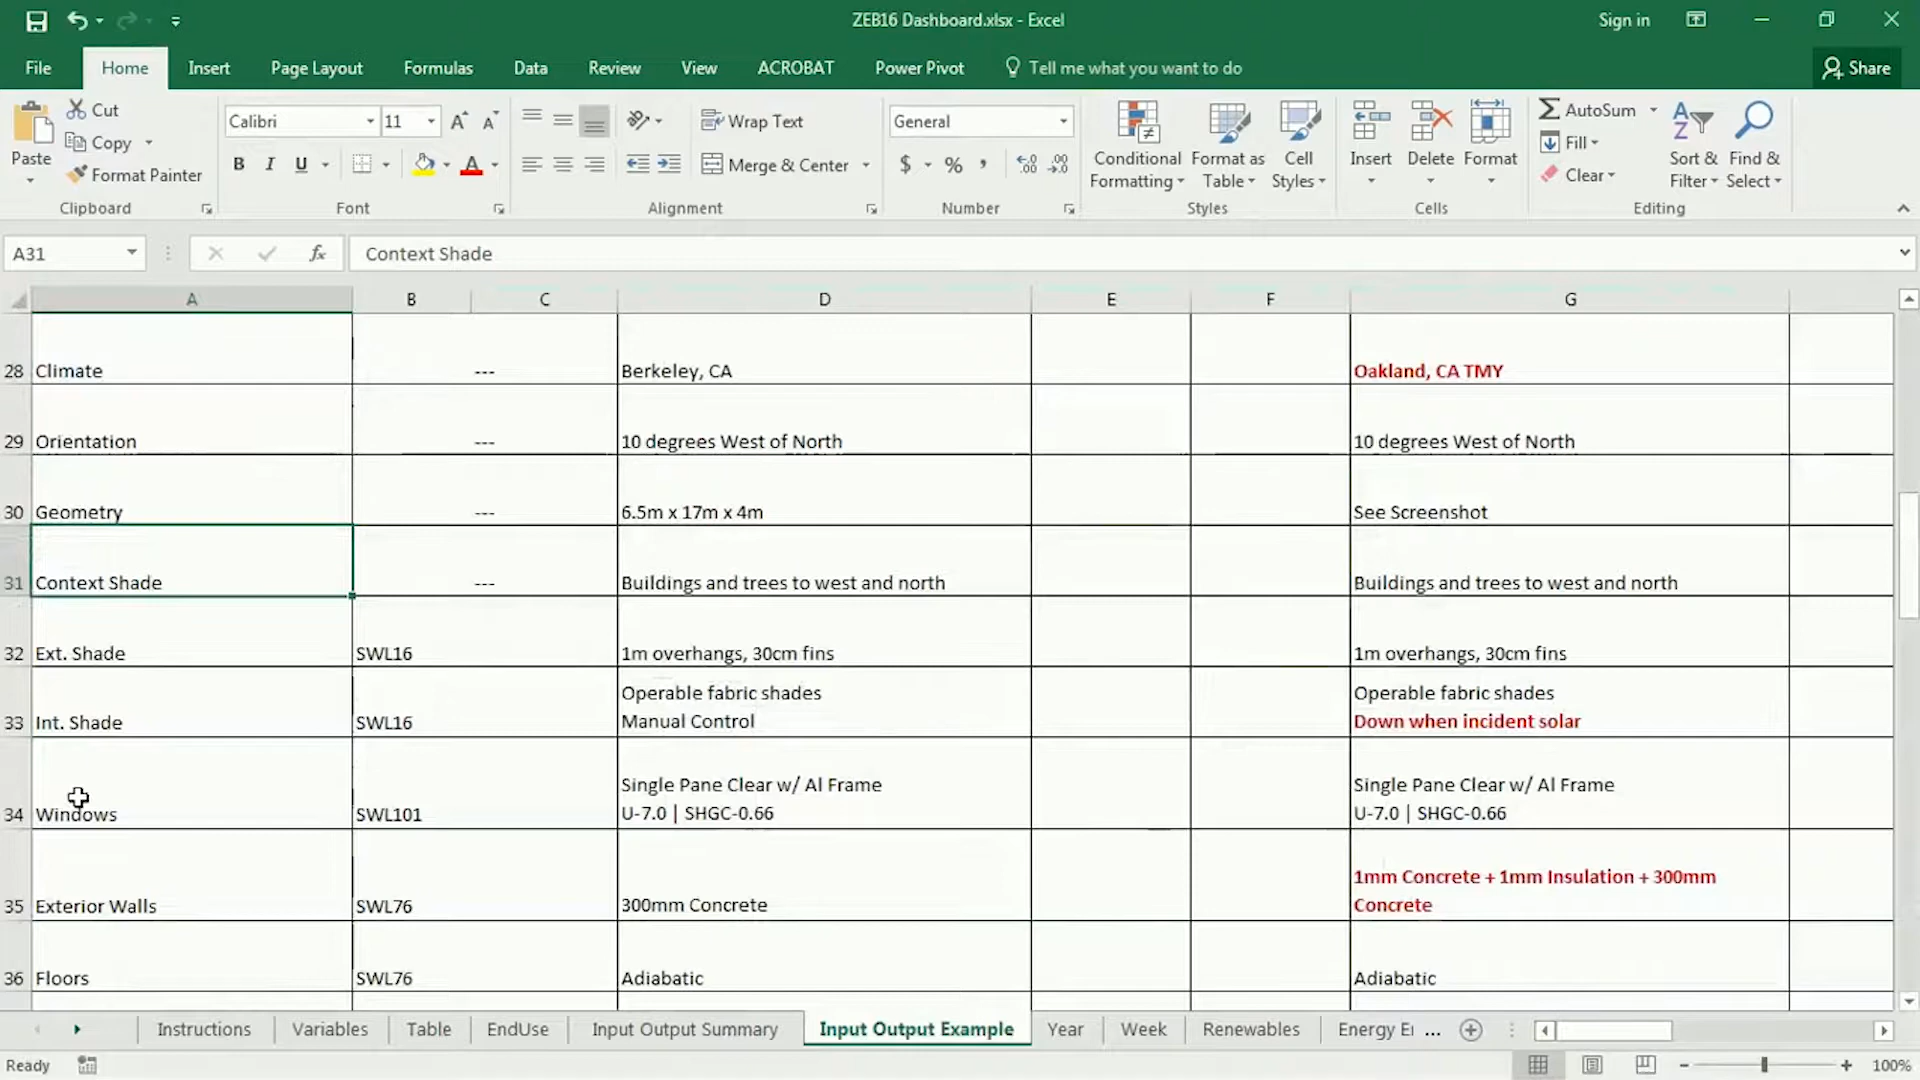 ZEB16 Dashboard.xlsx - Excel
Sign in
File
Home
Insert
Page Layout
Formulas
Data
Review
View
ACROBAT
Power Pivot
Tell me what you want to do
Share
Paste
Cut
Copy
Format Painter
Clipboard
Calibri
11
B I U
Font
Wrap Text
Merge & Center
Alignment
General
$ % ,
Number
Conditional
Formatting
Format as
Table
Cell
Styles
Styles
Insert
Delete
Format
Cells
AutoSum
Fill
Clear
Sort &
Filter
Find &
Select
Editing
A31
fx
Context Shade
A B C D E F G
28 Climate --- Berkeley, CA Oakland, CA TMY
29 Orientation --- 10 degrees West of North 10 degrees West of North
30 Geometry --- 6.5m x 17m x 4m See Screenshot
31 Context Shade --- Buildings and trees to west and north Buildings and trees to west and north
32 Ext. Shade SWL16 1m overhangs, 30cm fins 1m overhangs, 30cm fins
Operable fabric shades Operable fabric shades
33 Int. Shade SWL16 Manual Control Down when incident solar
Single Pane Clear w/ Al Frame Single Pane Clear w/ Al Frame
34 Windows SWL101 U-7.0 | SHGC-0.66 U-7.0 | SHGC-0.66
1mm Concrete + 1mm Insulation + 300mm
35 Exterior Walls SWL76 300mm Concrete Concrete
36 Floors SWL76 Adiabatic Adiabatic
Instructions
Variables
Table
EndUse
Input Output Summary
Input Output Example
Year
Week
Renewables
Energy Er ...
Ready
100%